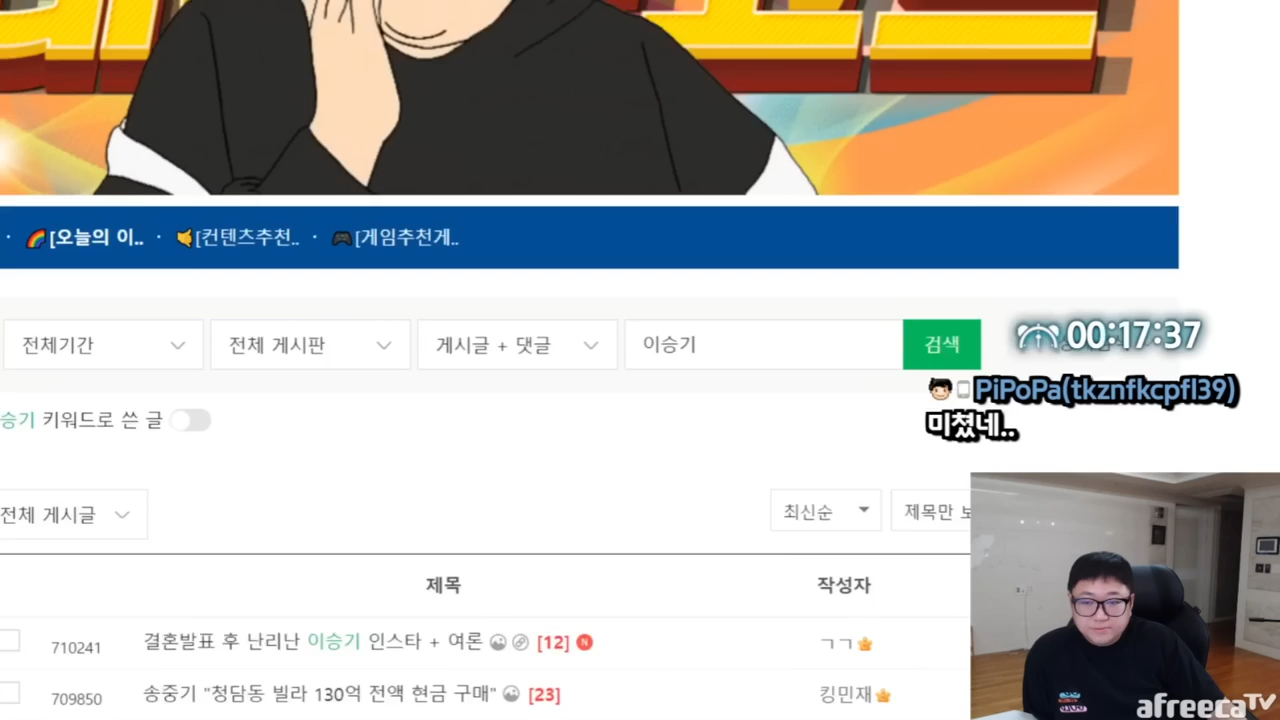 · [오늘의 이.. · [컨텐츠추천.. · [게임추천게..
전체기간 전체 게시판 게시글 + 댓글 이승기 검색
00:17:37
PiPoPa(tkznfkcpfl39)
미쳤네..
승기 키워드로 쓴 글
전체 게시글 최신순 제목만
제목 작성자
710241 결혼발표 후 난리난 이승기 인스타 + 여론 [12] N ㄱㄱ
709850 송중기 "청담동 빌라 130억 전액 현금 구매" [23] 킹민재
afreecaTV